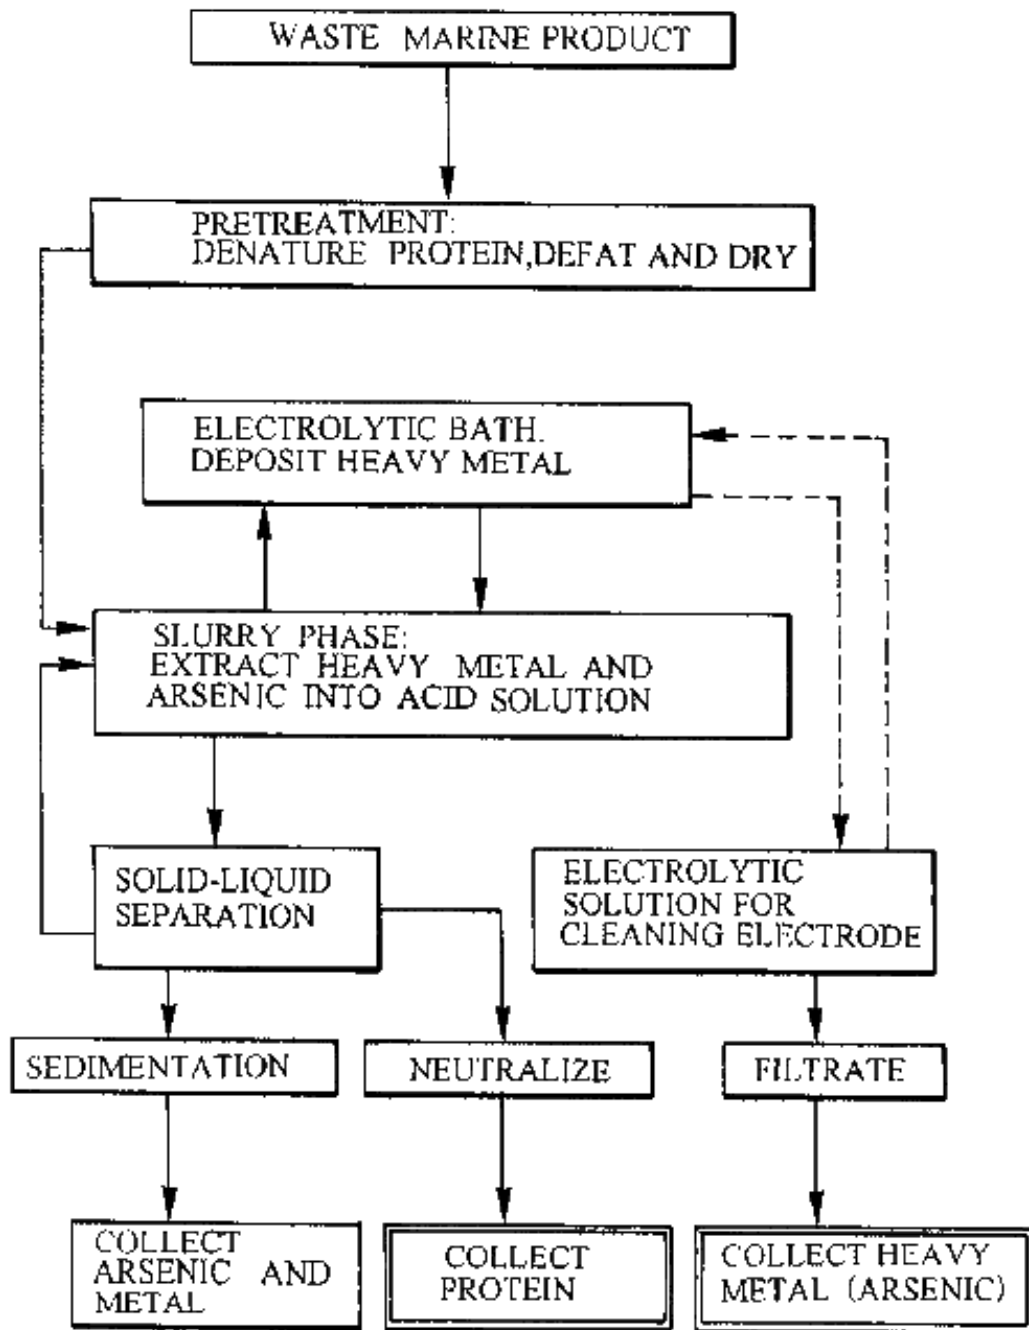 WASTE MARINE PRODUCT
PRETREATMENT:
DENATURE PROTEIN,DEFAT AND DRY
ELECTROLYTIC BATH.
DEPOSIT HEAVY METAL
SLURRY PHASE:
EXTRACT HEAVY METAL AND
ARSENIC INTO ACID SOLUTION
SOLID-LIQUID
SEPARATION
ELECTROLYTIC
SOLUTION FOR
CLEANING ELECTRODE
SEDIMENTATION
NEUTRALIZE
FILTRATE
COLLECT
ARSENIC AND
METAL
COLLECT
PROTEIN
COLLECT HEAVY
METAL (ARSENIC)